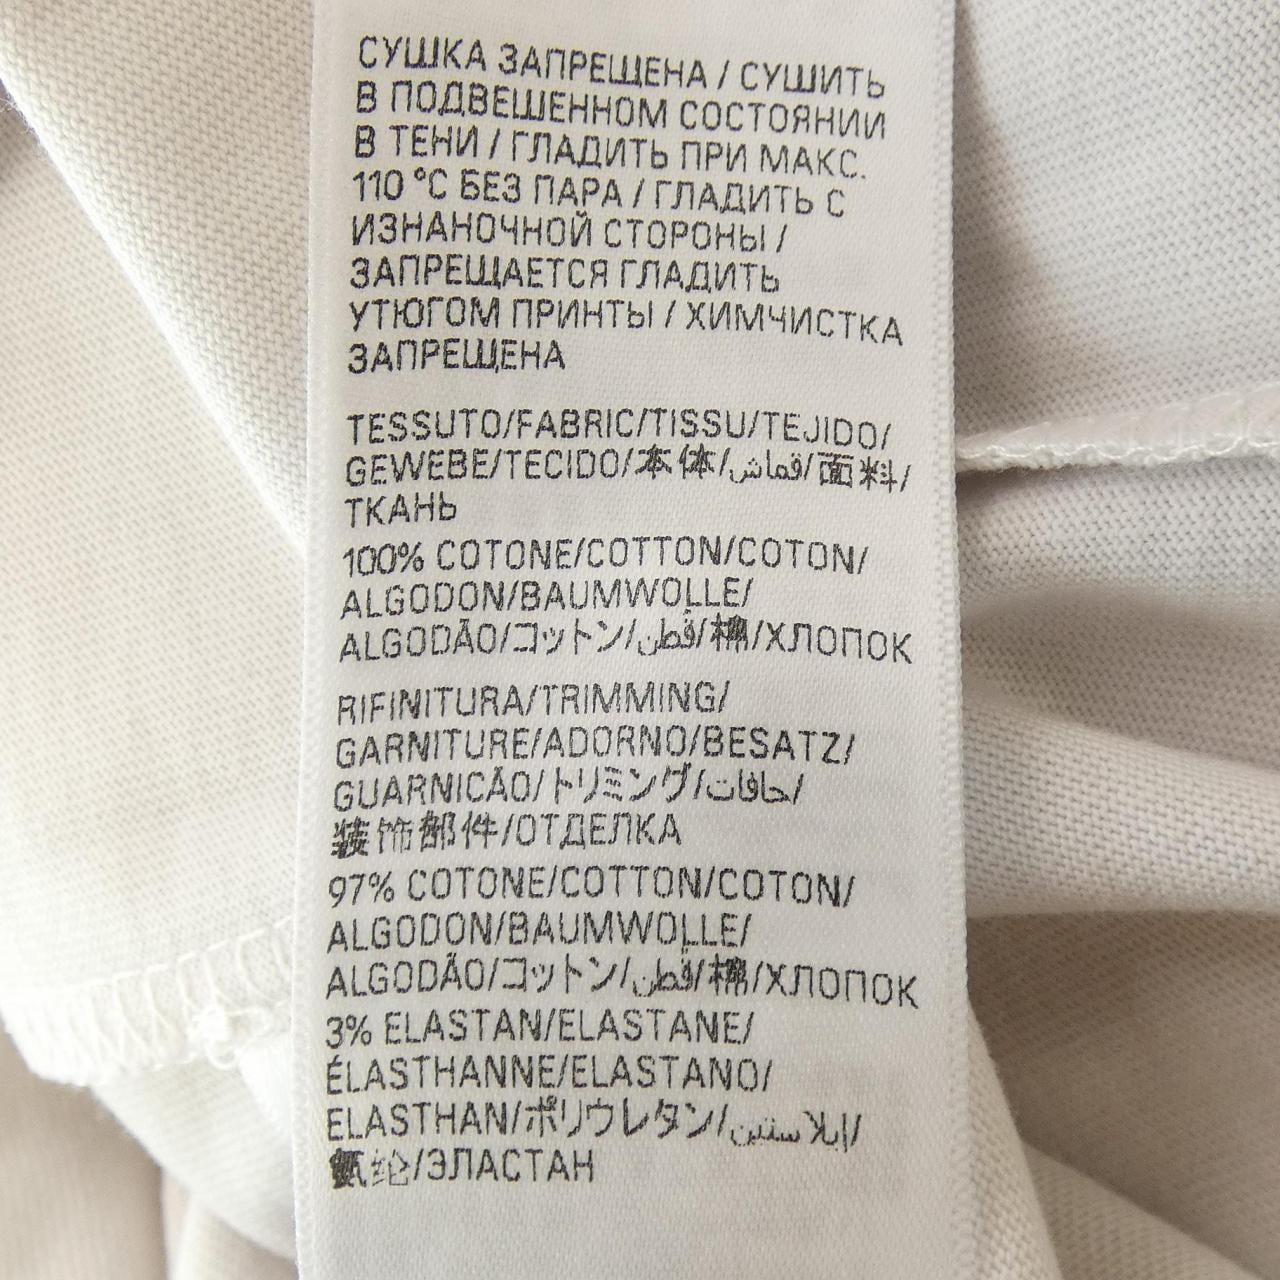 СУШКА ЗАПРЕЩЕНА / СУШИТЬ
В ПОДВЕШЕННОМ СОСТОЯНИИ
В ТЕНИ / ГЛАДИТЬ ПРИ МАКС.
110 °C БЕЗ ПАРА / ГЛАДИТЬ С
ИЗНАНОЧНОЙ СТОРОНЫ /
ЗАПРЕЩАЕТСЯ ГЛАДИТЬ
УТЮГОМ ПРИНТЫ / ХИМЧИСТКА
ЗАПРЕЩЕНА
TESSUTO/FABRIC/TISSU/TEJIDO/
GEWEBE/TECIDO/本体/قماش/面料/
ТКАНЬ
100% COTONE/COTTON/COTON/
ALGODON/BAUMWOLLE/
ALGODÃO/コットン/قطن/棉/ХЛОПОК
RIFINITURA/TRIMMING/
GARNITURE/ADORNO/BESATZ/
GUARNICÃO/トリミング/حافات/
装饰部件/ОТДЕЛКА
97% COTONE/COTTON/COTON/
ALGODON/BAUMWOLLE/
ALGODÃO/コットン/قطن/棉/ХЛОПОК
3% ELASTAN/ELASTANE/
ÉLASTHANNE/ELASTANO/
ELASTHAN/ポリウレタン/إيلاستين/
氨纶/ЭЛАСТАН